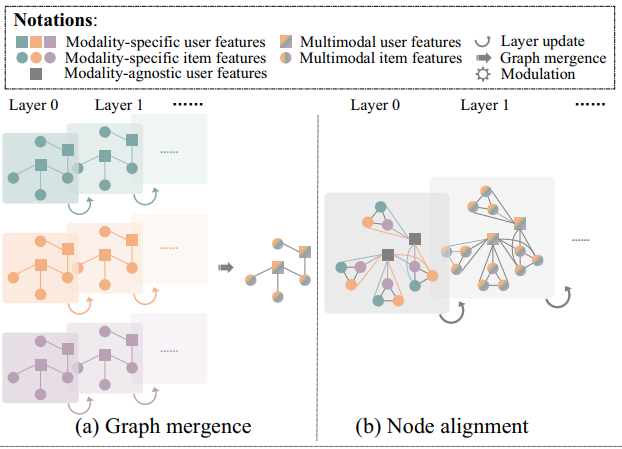 Notations:
Modality-specific user features
Multimodal user features
Layer update
Modality-specific item features
Multimodal item features
Graph mergence
Modality-agnostic user features
Modulation
Layer 0
Layer 1
......
Layer 0
Layer 1
......
......
......
......
......
(a) Graph mergence
(b) Node alignment